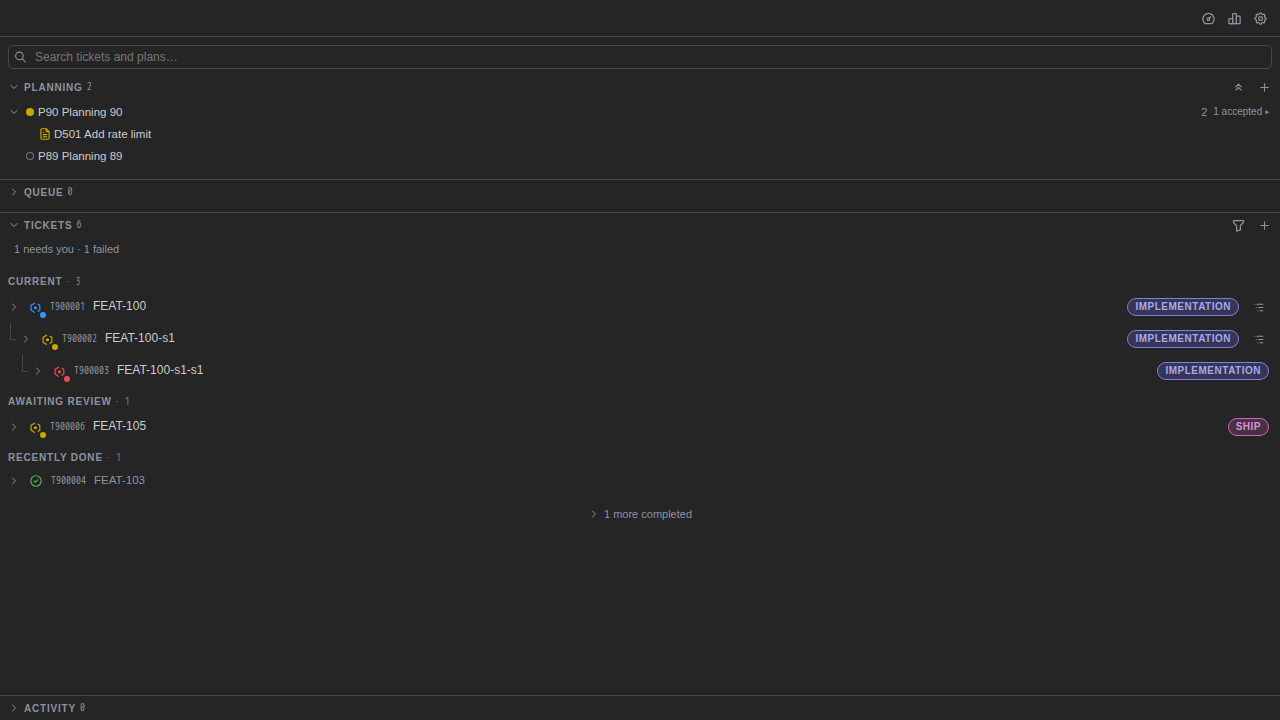 Search tickets and plans…
PLANNING 2
P90 Planning 90 2 1 accepted ▸
D501 Add rate limit
P89 Planning 89
QUEUE 0
TICKETS 6
1 needs you · 1 failed
CURRENT · 3
T900001 FEAT-100 IMPLEMENTATION
T900002 FEAT-100-s1 IMPLEMENTATION
T900003 FEAT-100-s1-s1 IMPLEMENTATION
AWAITING REVIEW · 1
T900006 FEAT-105 SHIP
RECENTLY DONE · 1
T900004 FEAT-103
1 more completed
ACTIVITY 0